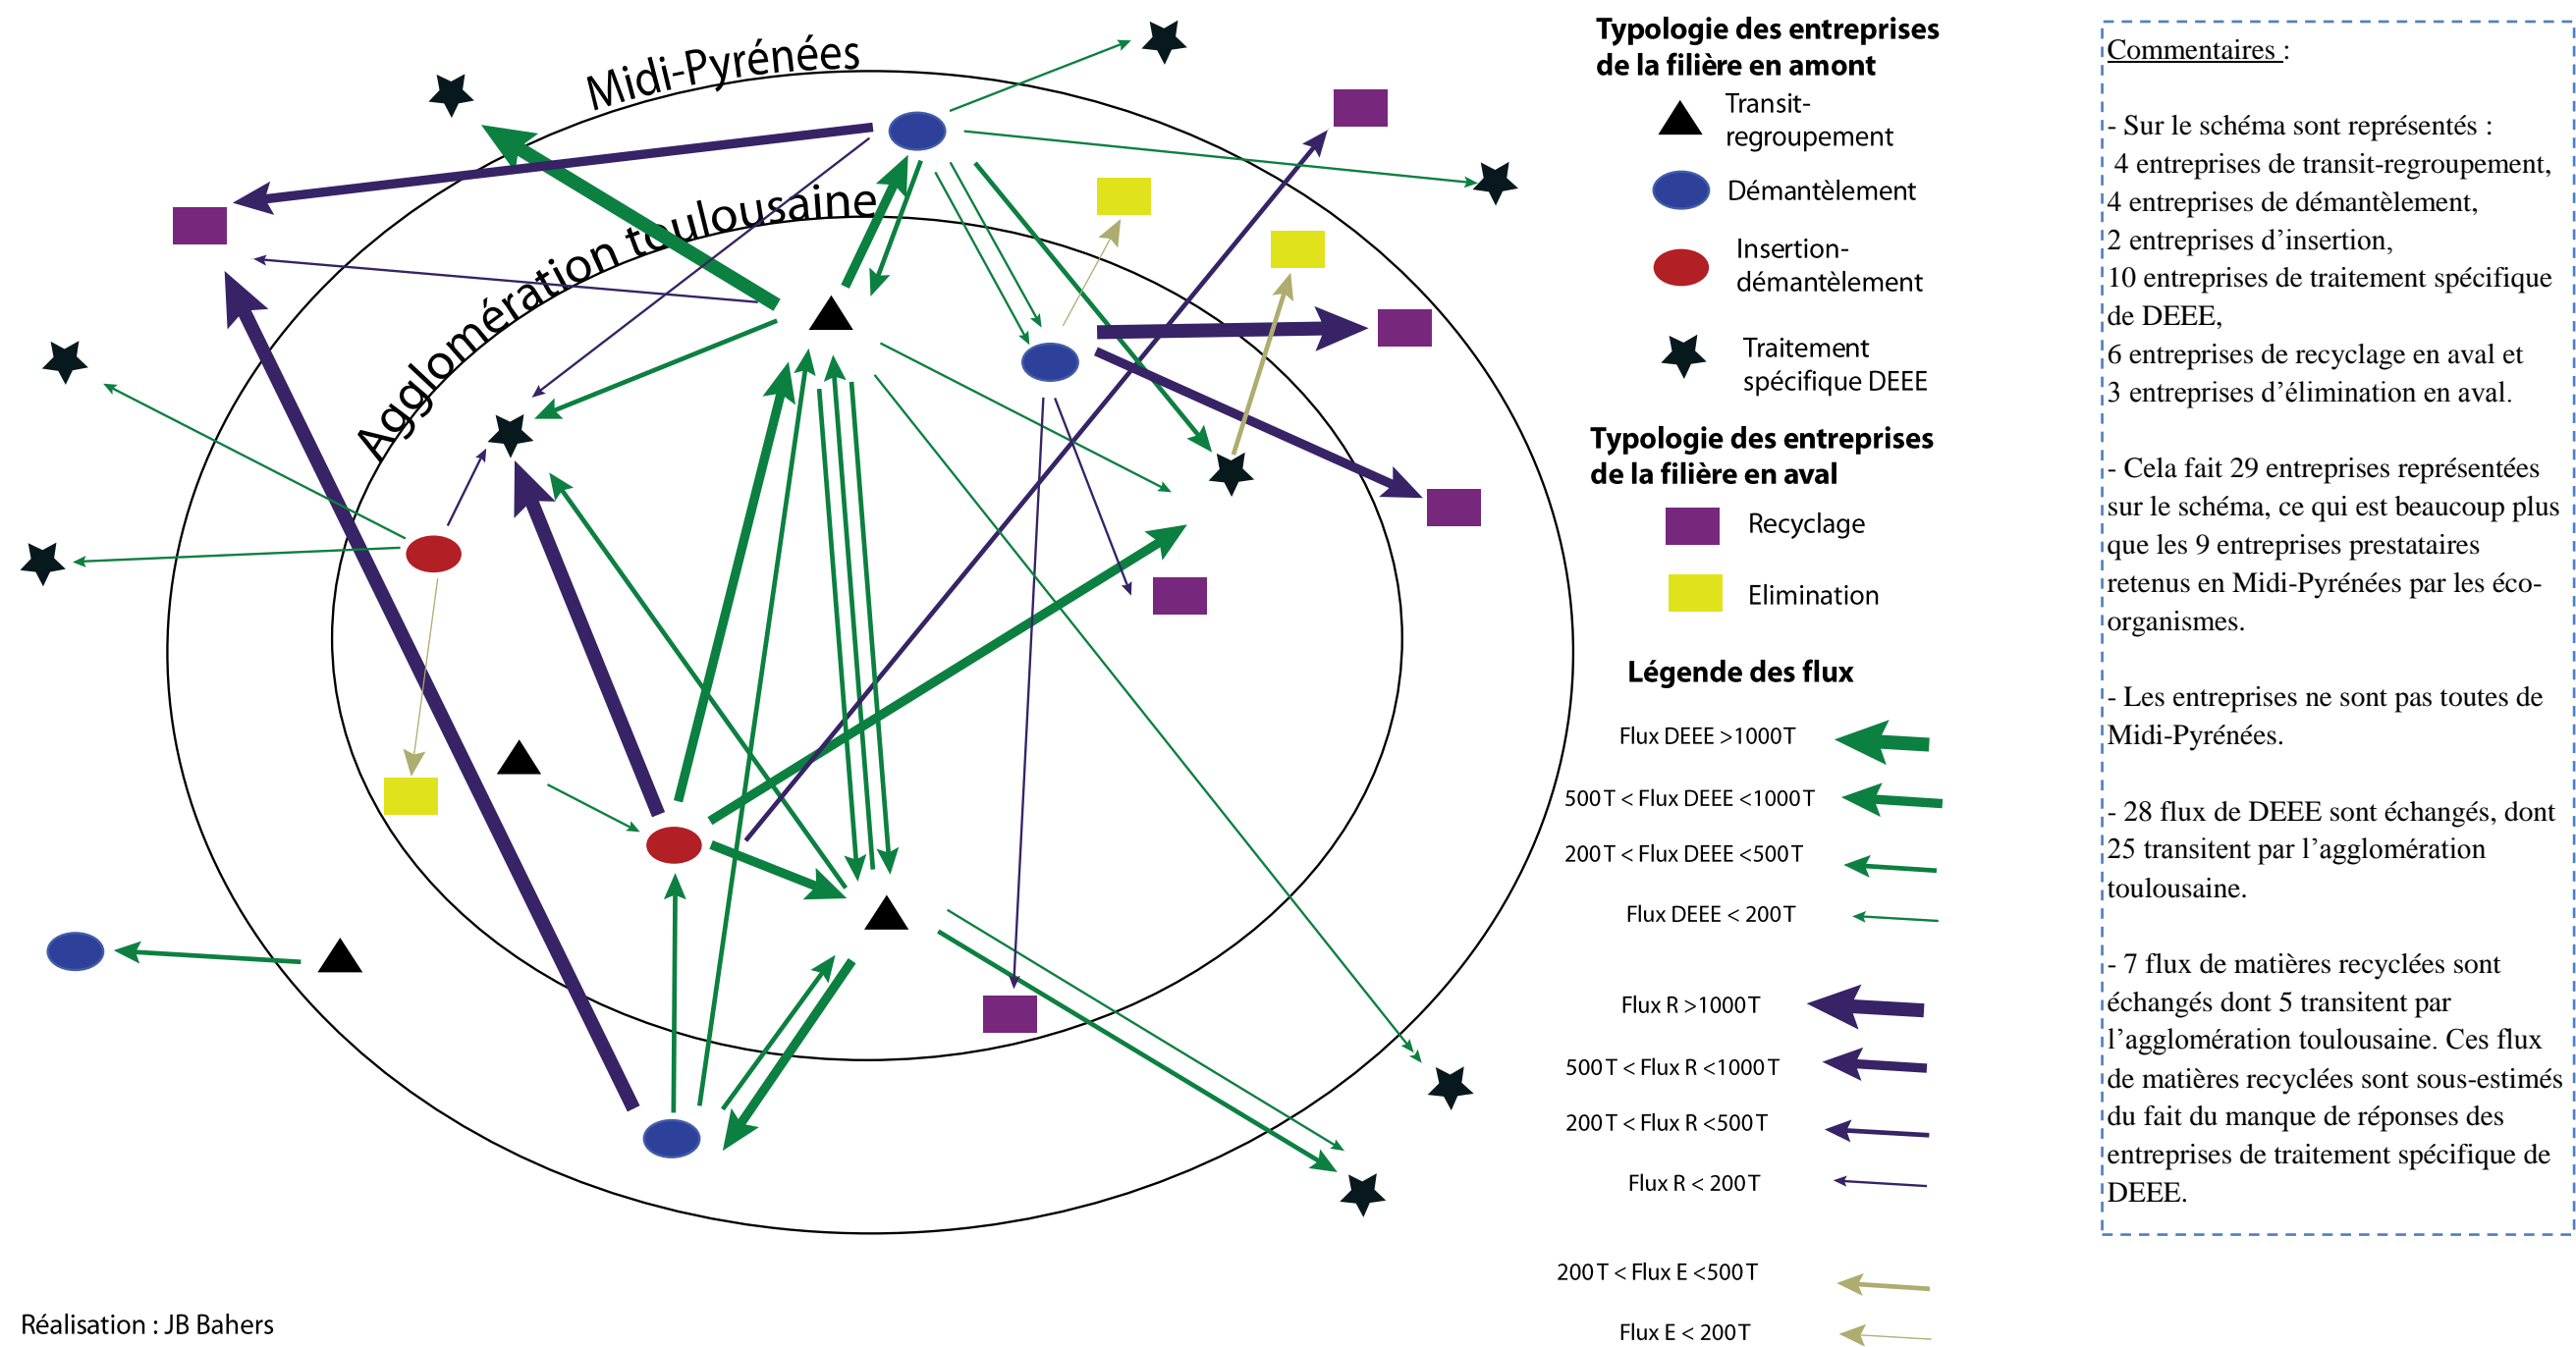 Midi-Pyrénées
Agglomération toulousaine
Réalisation : JB Bahers
Typologie des entreprises
de la filière en amont
Transit-
regroupement
Démantèlement
Insertion-
démantèlement
Traitement
spécifique DEEE
Typologie des entreprises
de la filière en aval
Recyclage
Elimination
Légende des flux
Flux DEEE >1000T
500T < Flux DEEE <1000T
200T < Flux DEEE <500T
Flux DEEE < 200T
Flux R >1000T
500T < Flux R <1000T
200T < Flux R <500T
Flux R < 200T
200T < Flux E <500T
Flux E < 200T
Commentaires :
- Sur le schéma sont représentés :
4 entreprises de transit-regroupement,
4 entreprises de démantèlement,
2 entreprises d’insertion,
10 entreprises de traitement spécifique
de DEEE,
6 entreprises de recyclage en aval et
3 entreprises d’élimination en aval.
- Cela fait 29 entreprises représentées
sur le schéma, ce qui est beaucoup plus
que les 9 entreprises prestataires
retenus en Midi-Pyrénées par les éco-
organismes.
- Les entreprises ne sont pas toutes de
Midi-Pyrénées.
- 28 flux de DEEE sont échangés, dont
25 transitent par l’agglomération
toulousaine.
- 7 flux de matières recyclées sont
échangés dont 5 transitent par
l’agglomération toulousaine. Ces flux
de matières recyclées sont sous-estimés
du fait du manque de réponses des
entreprises de traitement spécifique de
DEEE.